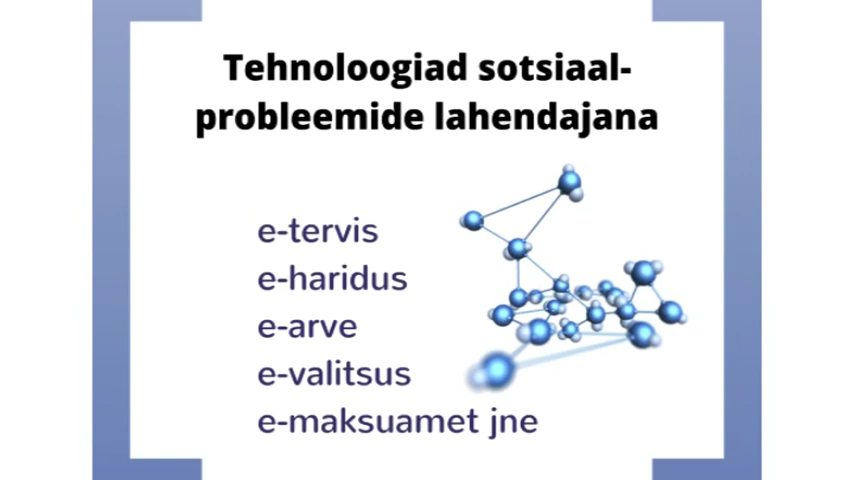 Tehnoloogiad sotsiaal-
probleemide lahendajana
e-tervis
e-haridus
e-arve
e-valitsus
e-maksuamet jne